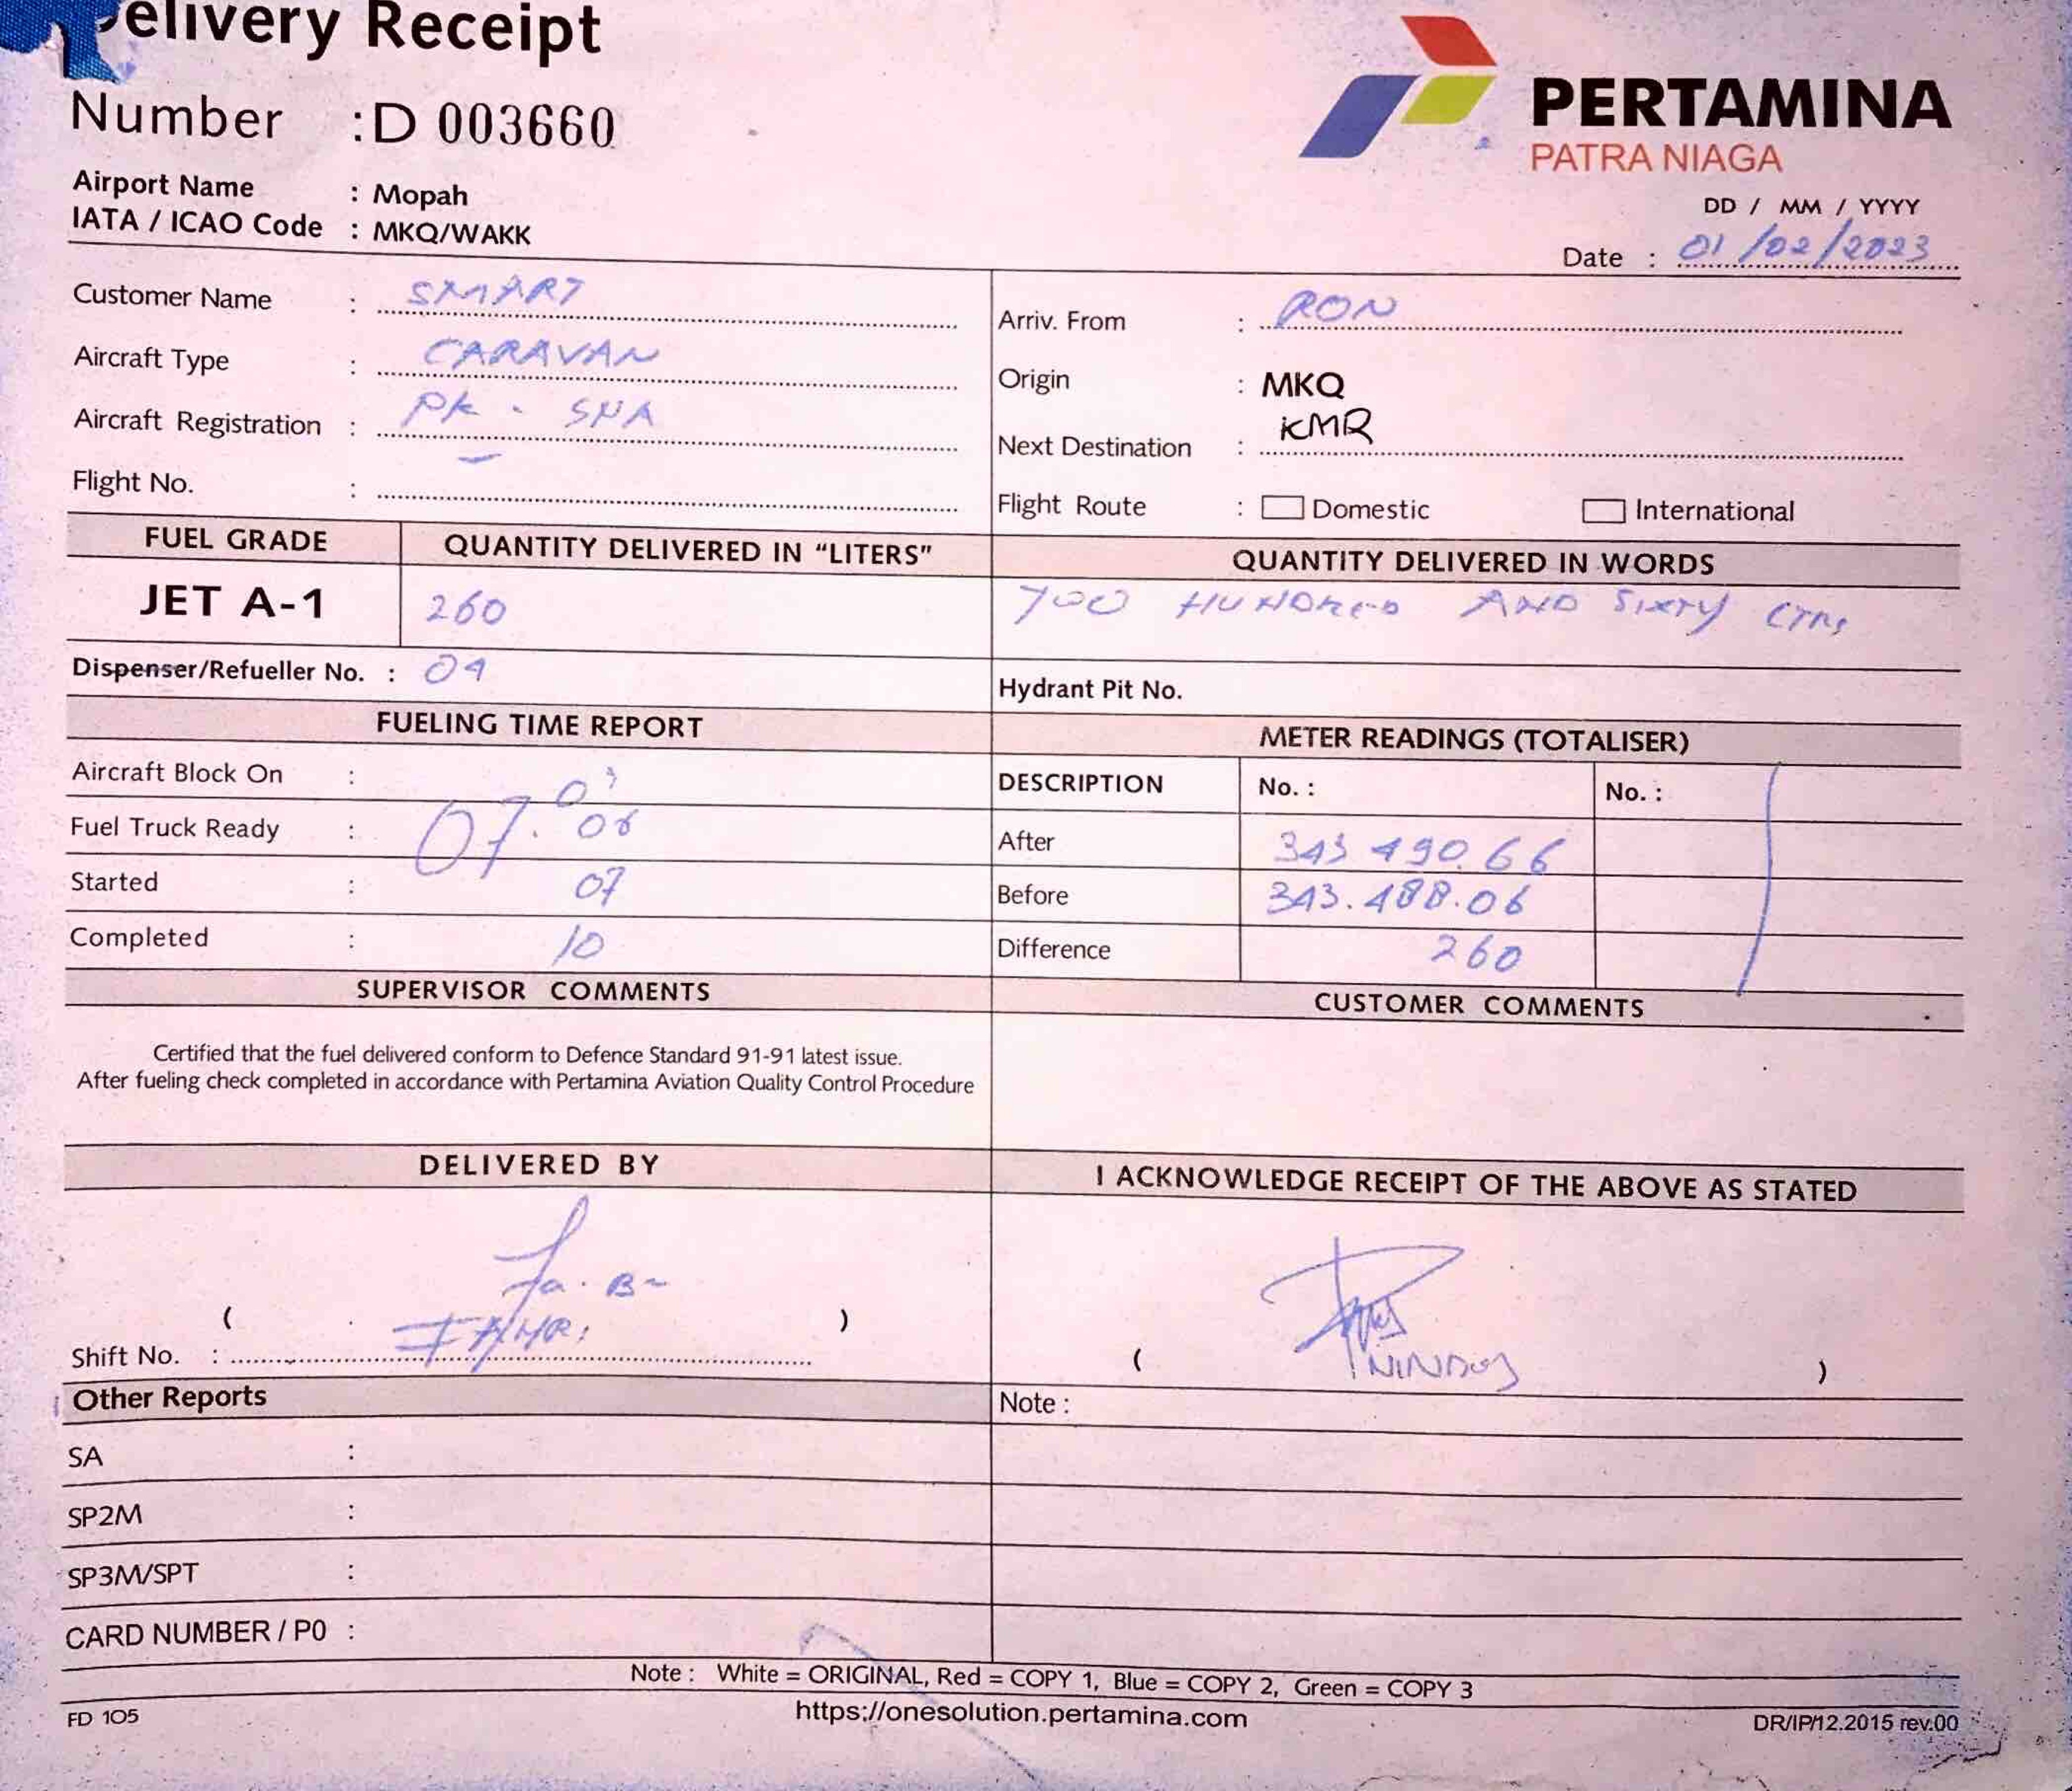 elivery Receipt
Number : D 003660
PERTAMINA
PATRA NIAGA
Airport Name : Mopah
IATA / ICAO Code : MKQ/WAKK
DD / MM / YYYY
Date : 01/02/2023
Customer Name : SMART
Aircraft Type : CARAVAN
Aircraft Registration : PK - SNA
Flight No. : -
Arriv. From : RON
Origin : MKQ
Next Destination : KMR
Flight Route : Domestic International
FUEL GRADE QUANTITY DELIVERED IN "LITERS" QUANTITY DELIVERED IN WORDS
JET A-1 260 HUNDRED AND SIXTY LTRS
Dispenser/Refueller No. : 04
Hydrant Pit No.
FUELING TIME REPORT
Aircraft Block On :
Fuel Truck Ready : 07. 06
Started : 07
Completed : 10
METER READINGS (TOTALISER)
DESCRIPTION No. : No. :
After 343 490.66
Before 343.488.06
Difference 260
SUPERVISOR COMMENTS
Certified that the fuel delivered conform to Defence Standard 91-91 latest issue.
After fueling check completed in accordance with Pertamina Aviation Quality Control Procedure
CUSTOMER COMMENTS
DELIVERED BY
( )
Shift No. :
I ACKNOWLEDGE RECEIPT OF THE ABOVE AS STATED
( )
Other Reports
SA :
SP2M :
SP3M/SPT :
CARD NUMBER / PO :
Note :
Note : White = ORIGINAL, Red = COPY 1, Blue = COPY 2, Green = COPY 3
https://onesolution.pertamina.com
FD 105
DR/IP/12.2015 rev.00